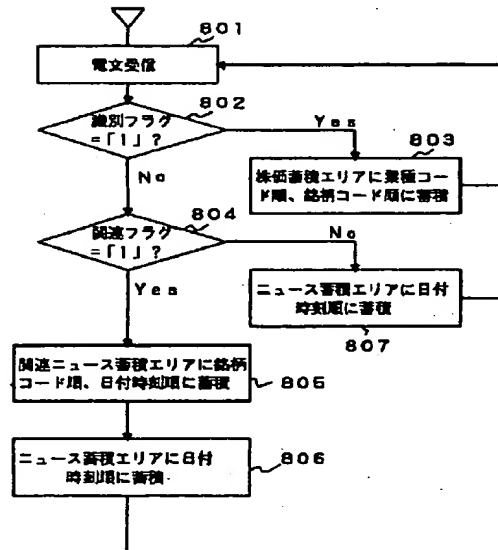 801
電文受信
802
識別フラグ
=「1」?
Yes
803
株価蓄積エリアに業種コー
ド順、銘柄コード順に蓄積
No
804
関連フラグ
=「1」?
No
Yes
ニュース蓄積エリアに日付
時刻順に蓄積
807
関連ニュース蓄積エリアに銘柄
コード順、日付時刻順に蓄積
805
ニュース蓄積エリアに日付
時刻順に蓄積
806